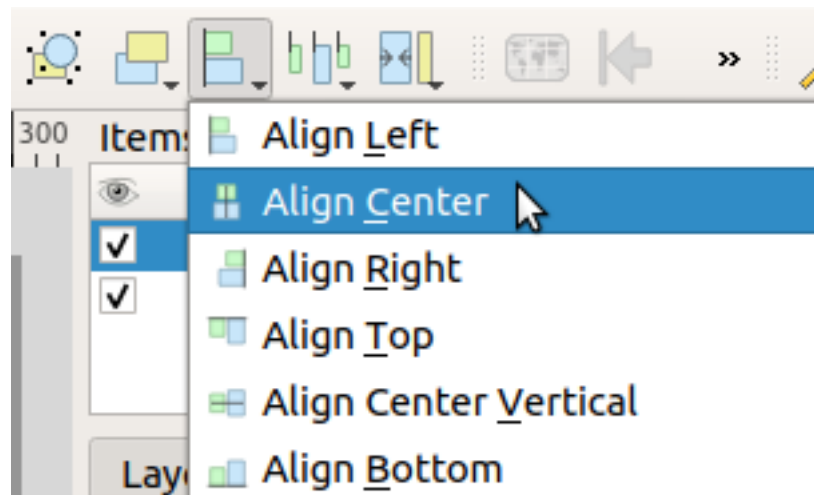 »
300
Items
Align Left
Align Center
Align Right
Align Top
Align Center Vertical
Align Bottom
Lay